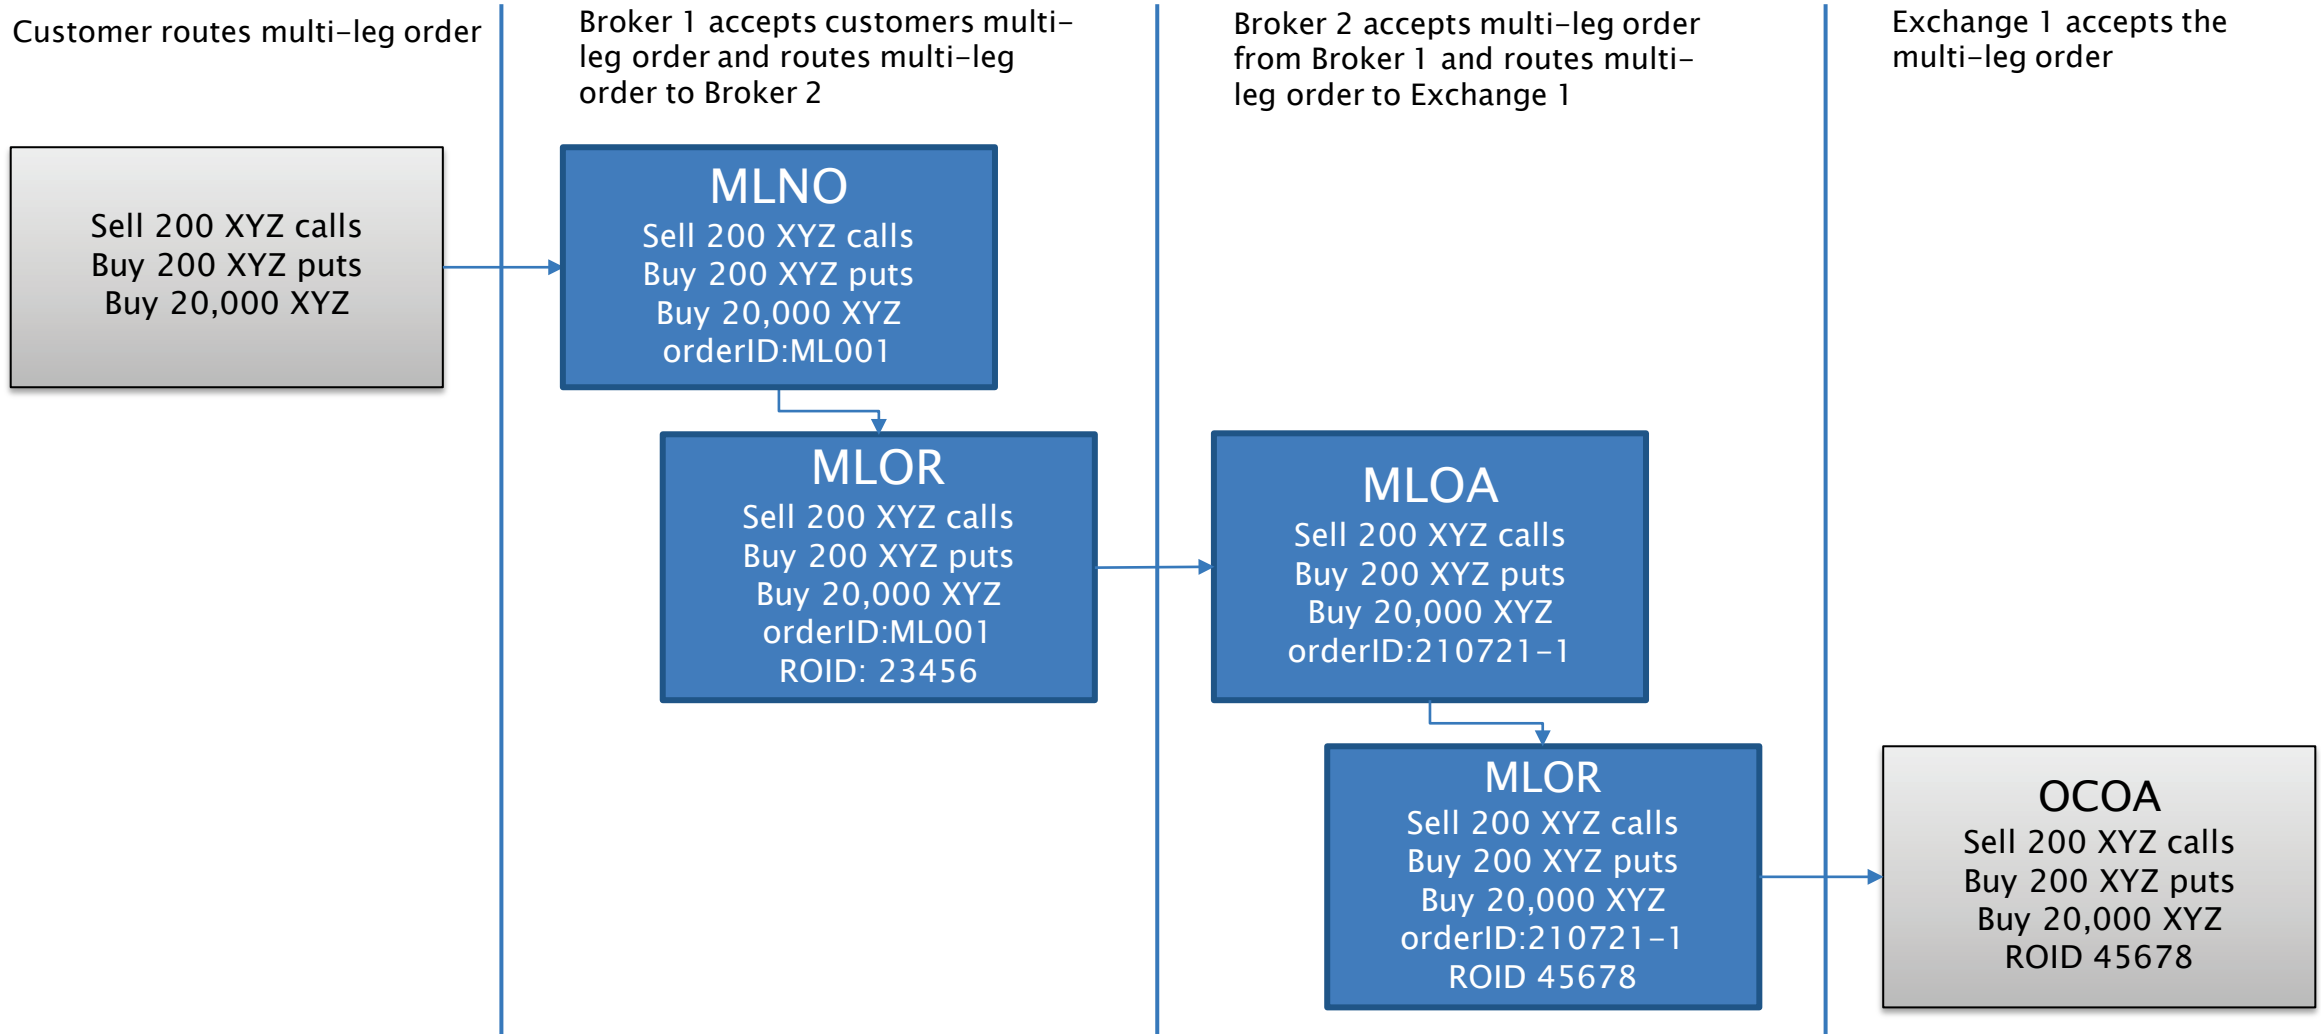 Customer routes multi-leg order
Broker 1 accepts customers multi-
leg order and routes multi-leg
order to Broker 2
Broker 2 accepts multi-leg order
from Broker 1 and routes multi-
leg order to Exchange 1
Exchange 1 accepts the
multi-leg order
Sell 200 XYZ calls
Buy 200 XYZ puts
Buy 20,000 XYZ
MLNO
Sell 200 XYZ calls
Buy 200 XYZ puts
Buy 20,000 XYZ
orderID:ML001
MLOR
Sell 200 XYZ calls
Buy 200 XYZ puts
Buy 20,000 XYZ
orderID:ML001
ROID: 23456
MLOA
Sell 200 XYZ calls
Buy 200 XYZ puts
Buy 20,000 XYZ
orderID:210721-1
MLOR
Sell 200 XYZ calls
Buy 200 XYZ puts
Buy 20,000 XYZ
orderID:210721-1
ROID 45678
OCOA
Sell 200 XYZ calls
Buy 200 XYZ puts
Buy 20,000 XYZ
ROID 45678